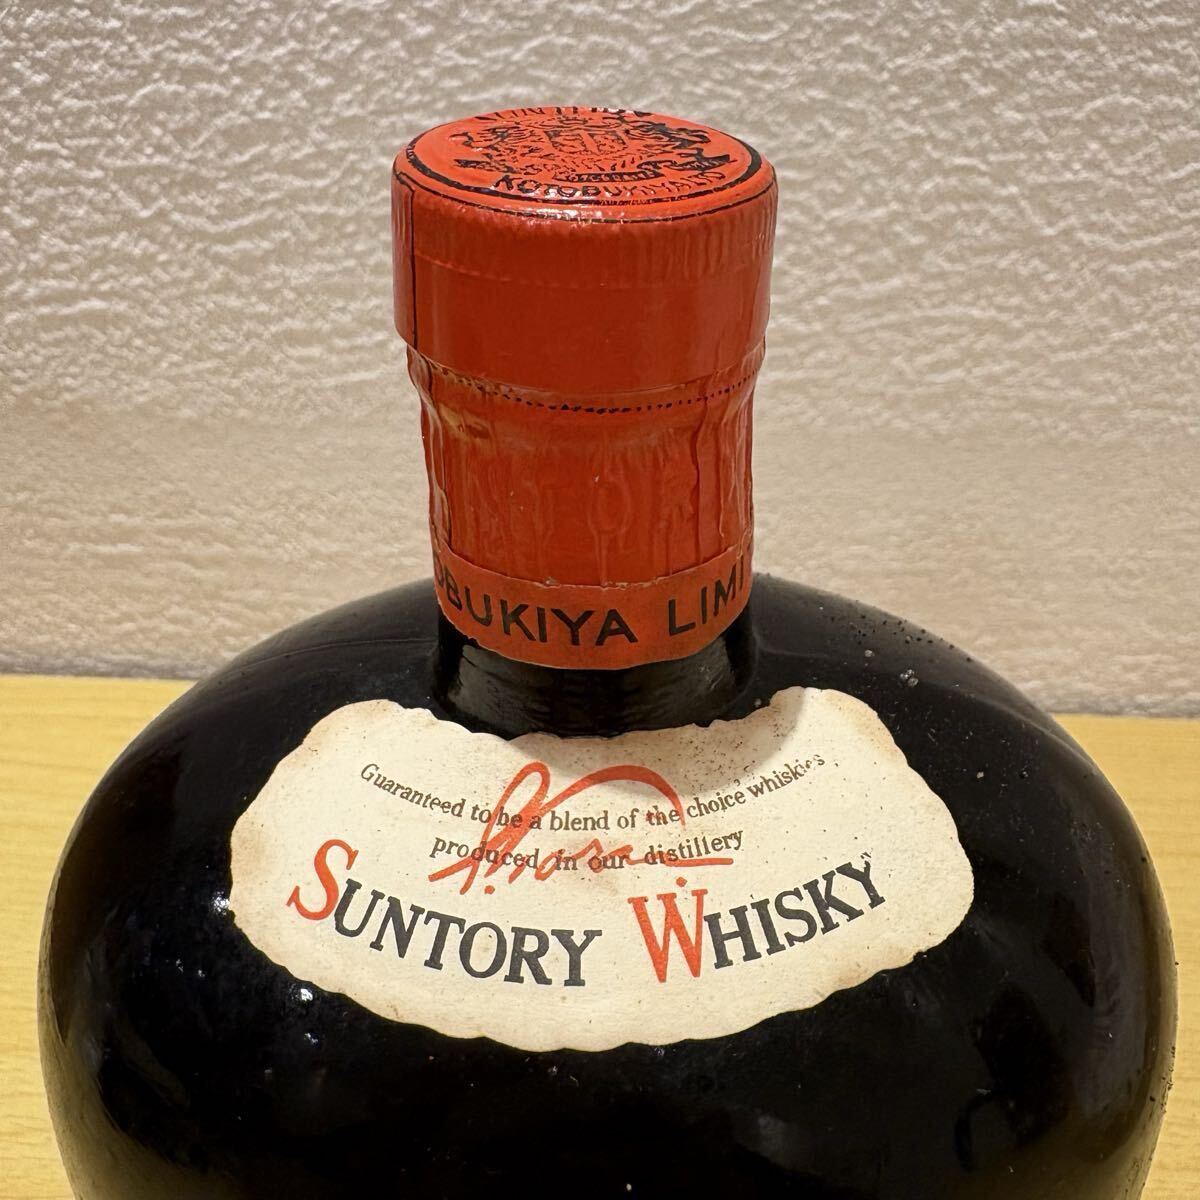 KOTOBUKIYA
OBUKIYA LIMI
Guaranteed to be a blend of the choice whiskies
produced in our distillery
SUNTORY WHISKY